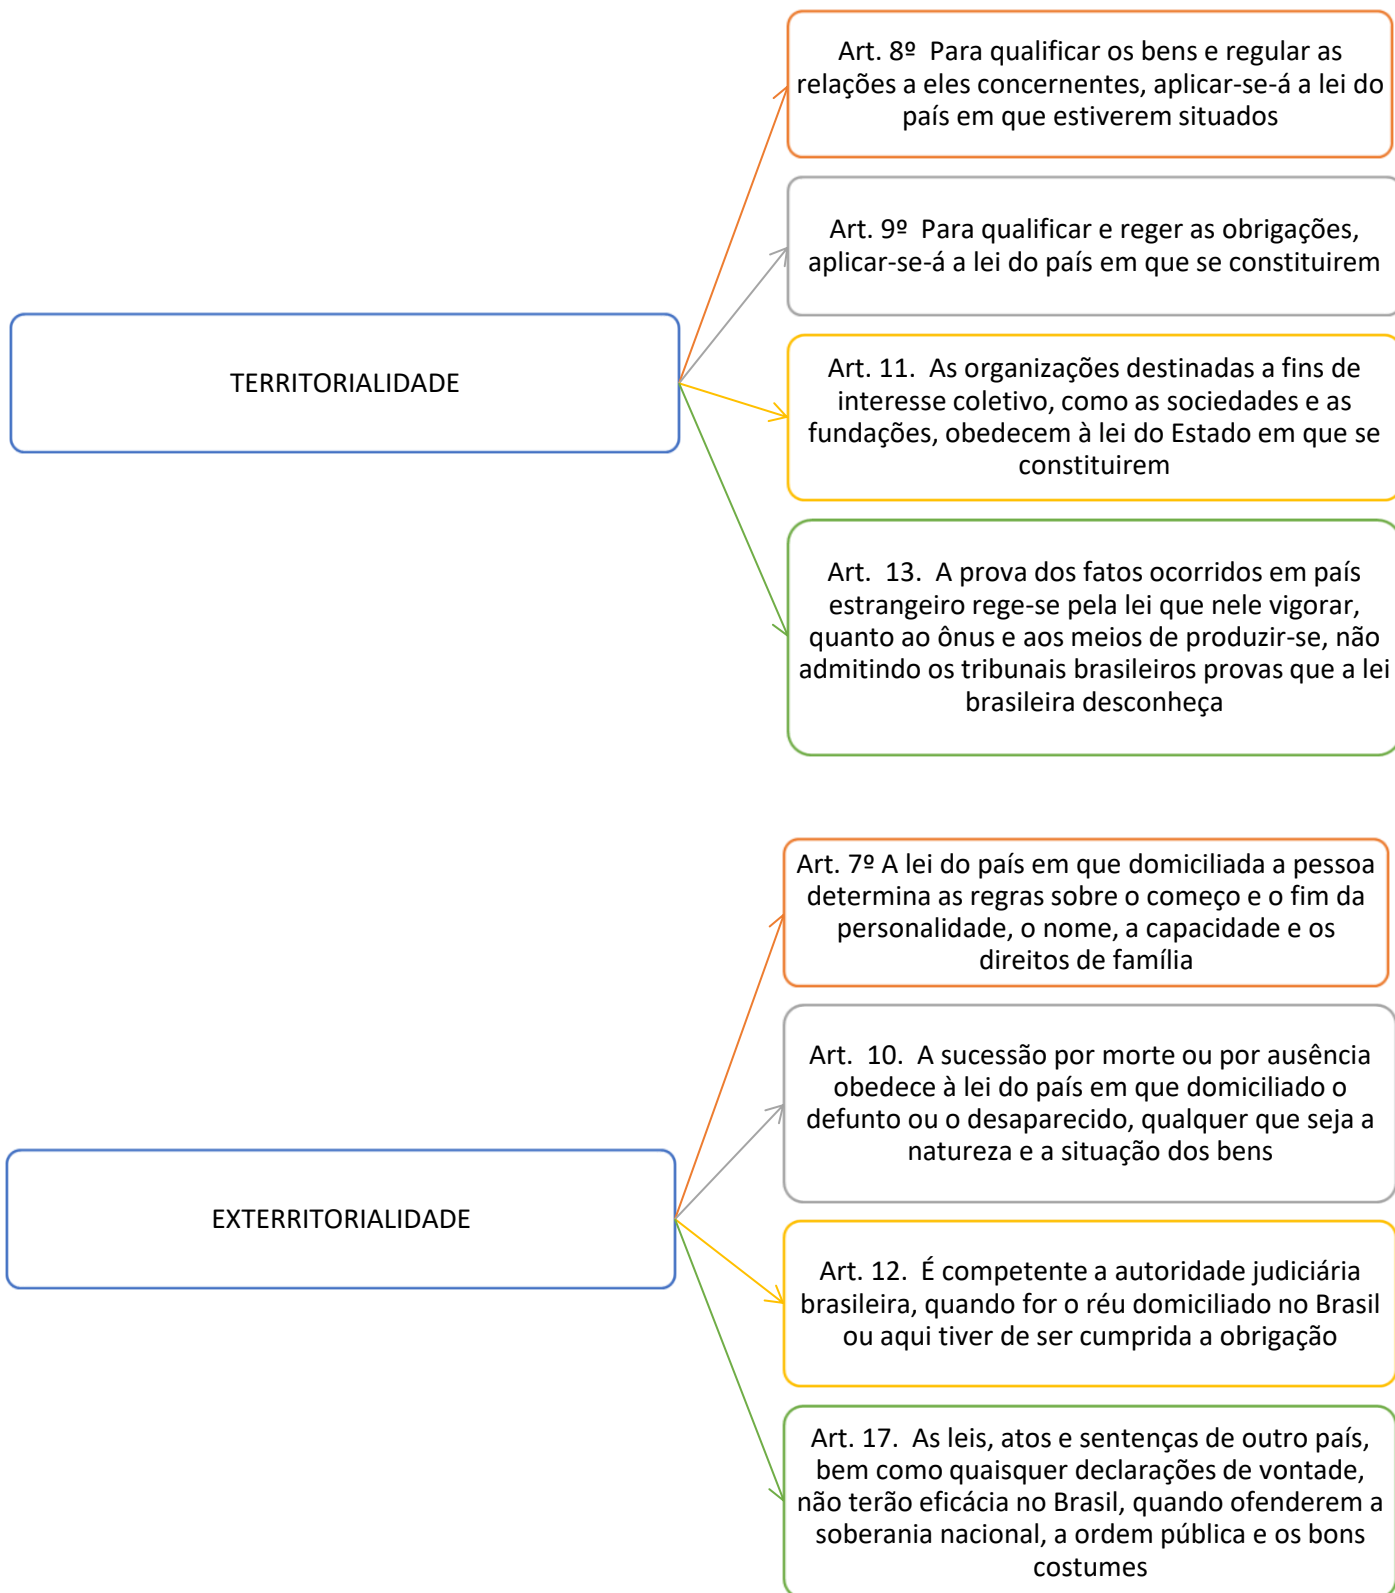 Art. 8º  Para qualificar os bens e regular as
relações a eles concernentes, aplicar-se-á a lei do
país em que estiverem situados
Art. 9º  Para qualificar e reger as obrigações,
aplicar-se-á a lei do país em que se constituirem
TERRITORIALIDADE
Art. 11.  As organizações destinadas a fins de
interesse coletivo, como as sociedades e as
fundações, obedecem à lei do Estado em que se
constituirem
Art.  13.  A prova dos fatos ocorridos em país
estrangeiro rege-se pela lei que nele vigorar,
quanto ao ônus e aos meios de produzir-se, não
admitindo os tribunais brasileiros provas que a lei
brasileira desconheça
Art. 7º A lei do país em que domiciliada a pessoa
determina as regras sobre o começo e o fim da
personalidade, o nome, a capacidade e os
direitos de família
Art.  10.  A sucessão por morte ou por ausência
obedece à lei do país em que domiciliado o
defunto ou o desaparecido, qualquer que seja a
natureza e a situação dos bens
EXTERRITORIALIDADE
Art. 12.  É competente a autoridade judiciária
brasileira, quando for o réu domiciliado no Brasil
ou aqui tiver de ser cumprida a obrigação
Art. 17.  As leis, atos e sentenças de outro país,
bem como quaisquer declarações de vontade,
não terão eficácia no Brasil, quando ofenderem a
soberania nacional, a ordem pública e os bons
costumes